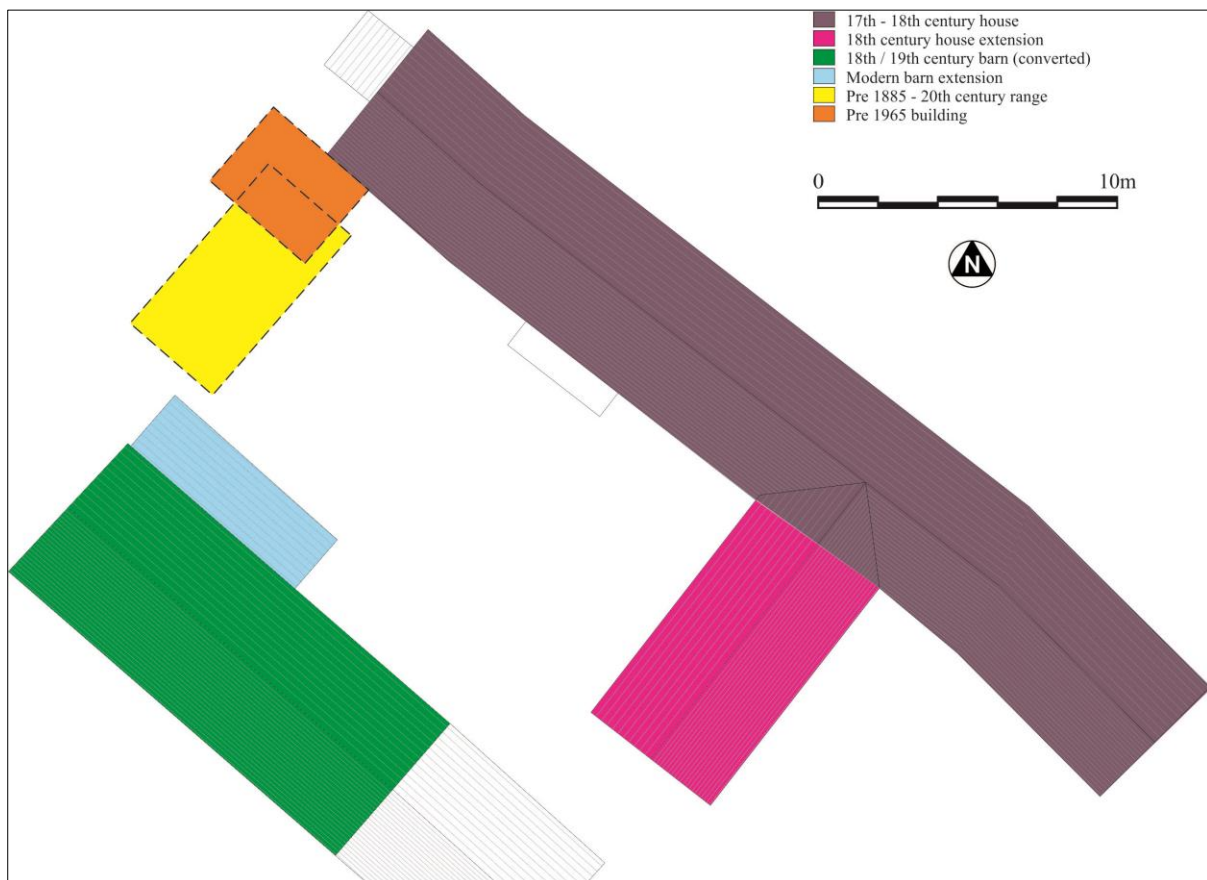 17th - 18th century house
18th century house extension
18th / 19th century barn (converted)
Modern barn extension
Pre 1885 - 20th century range
Pre 1965 building
0 10m
N